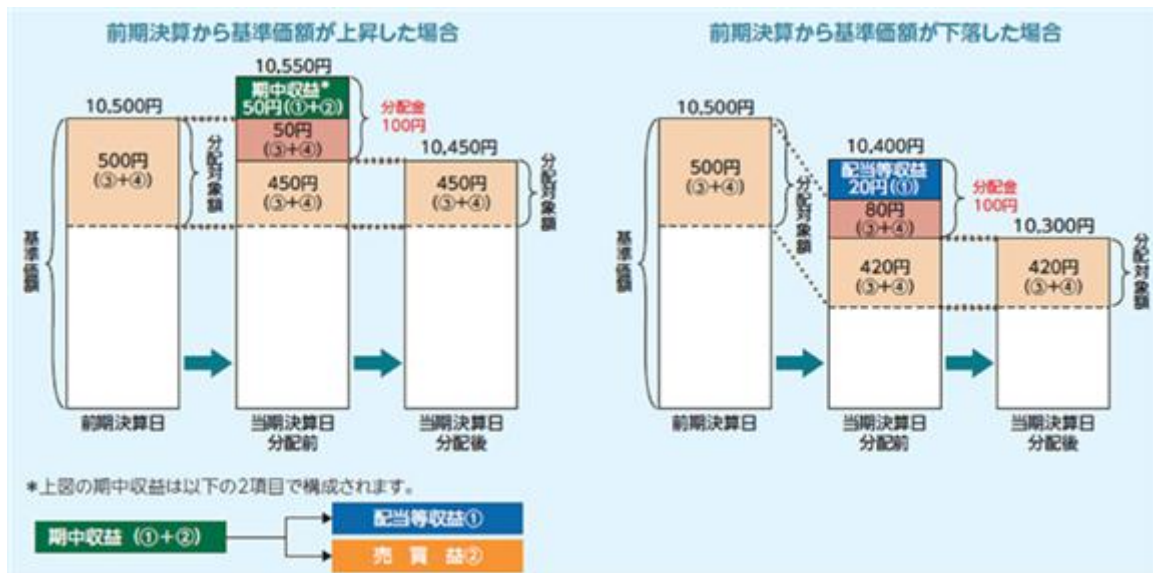 前期決算から基準価額が上昇した場合
10,500円
500円
(③+④)
分配対象額
基準価額
前期決算日
10,550円
期中収益*
50円(①+②)
50円
(③+④)
450円
(③+④)
分配金
100円
当期決算日
分配前
10,450円
450円
(③+④)
分配対象額
当期決算日
分配後
前期決算から基準価額が下落した場合
10,500円
500円
(③+④)
分配対象額
基準価額
前期決算日
10,400円
配当等収益
20円(①)
80円
(③+④)
420円
(③+④)
分配金
100円
当期決算日
分配前
10,300円
420円
(③+④)
分配対象額
当期決算日
分配後
*上図の期中収益は以下の2項目で構成されます。
期中収益 (①+②)
配当等収益①
売 買 益②